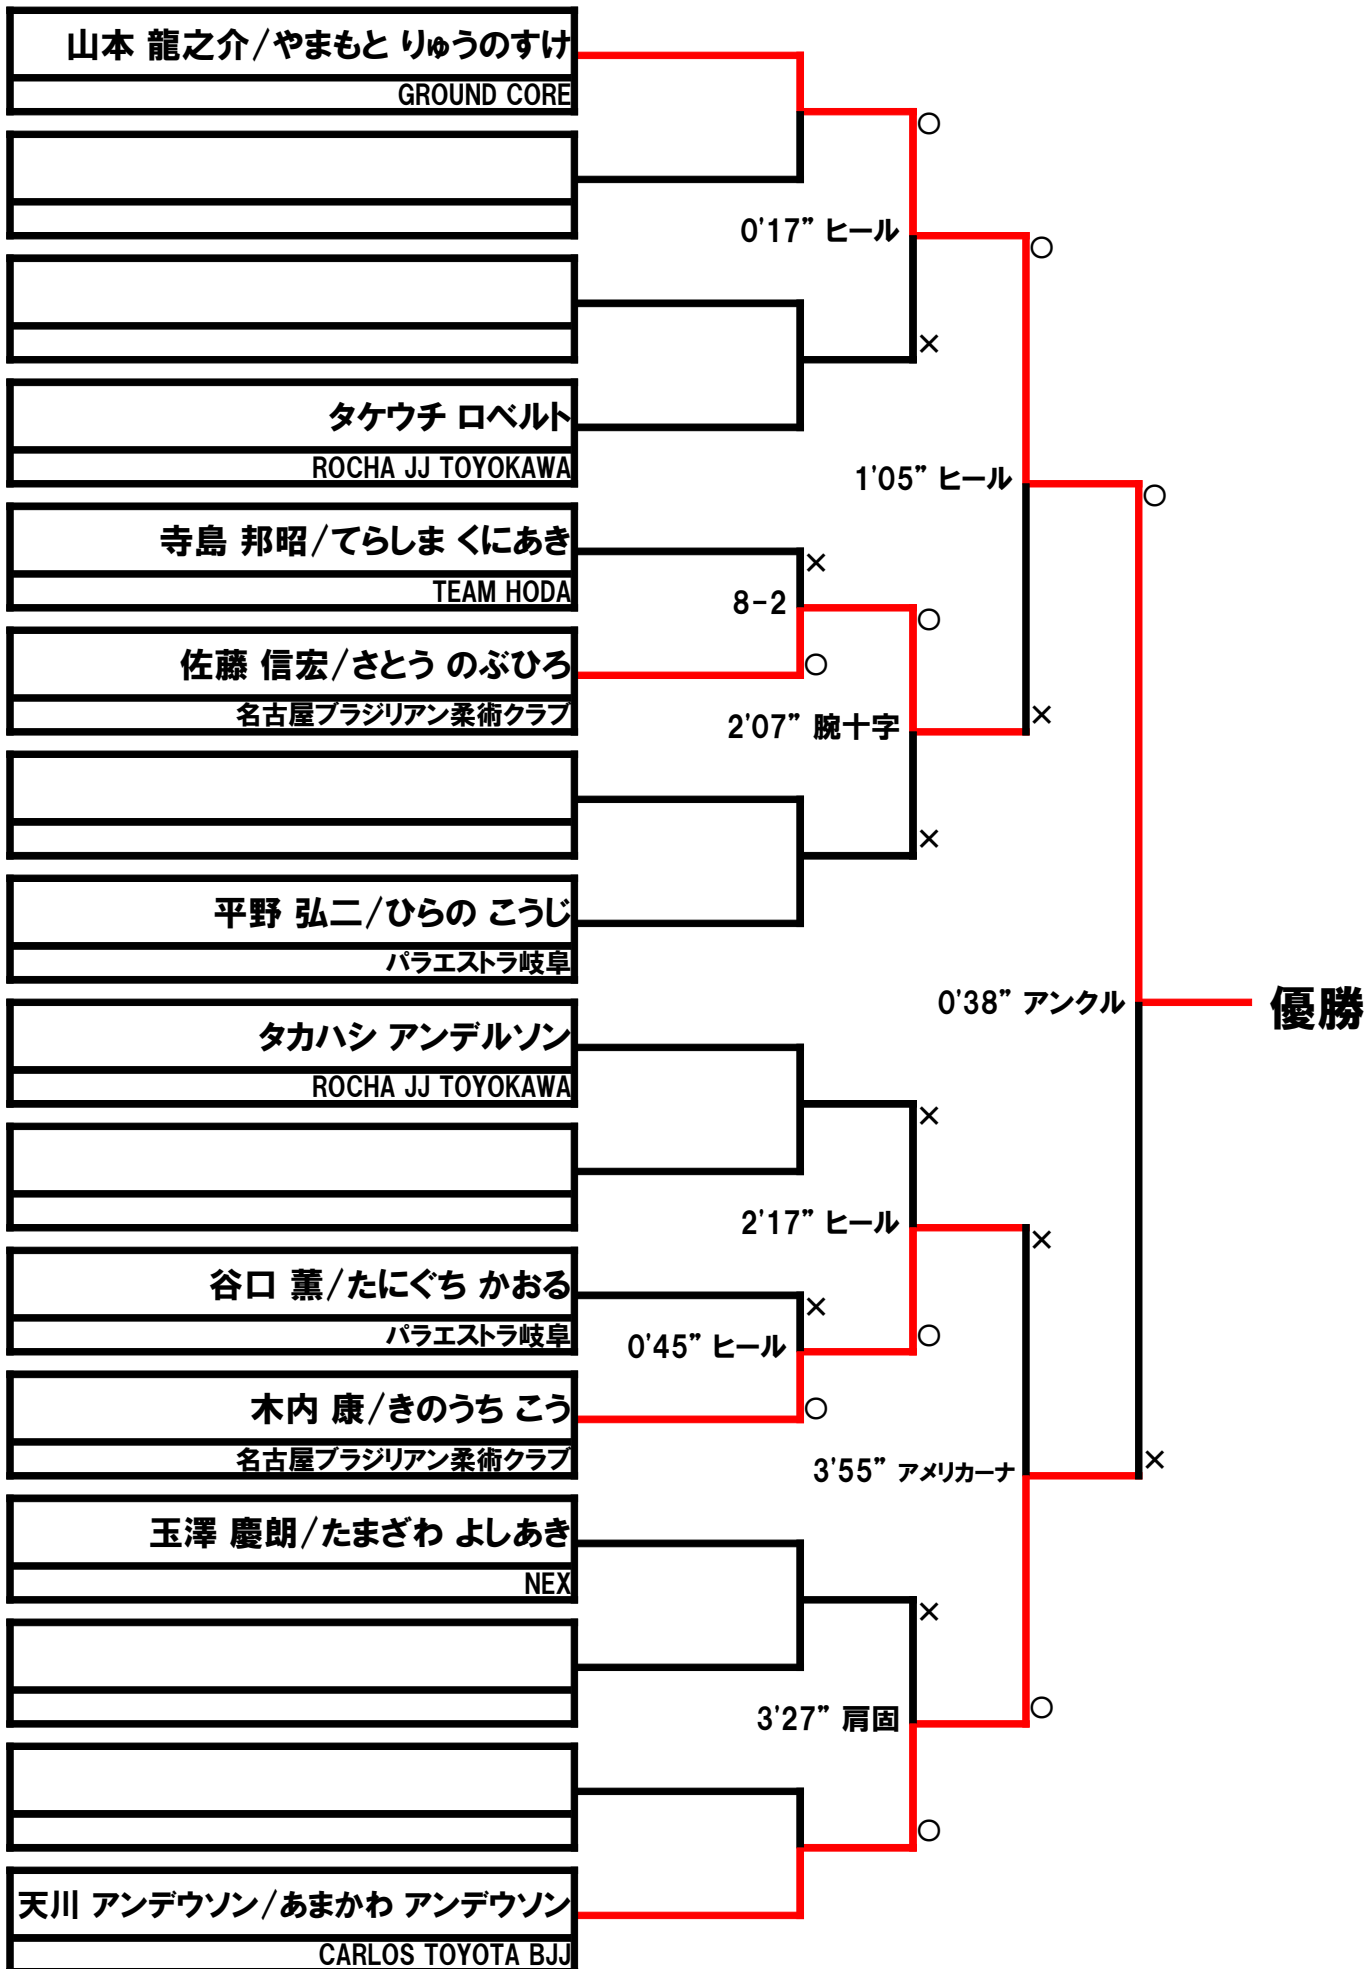 山本 龍之介/やまもと りゅうのすけ
GROUND CORE
○
0'17” ヒール
○
×
タケウチ ロベルト
ROCHA JJ TOYOKAWA
1'05” ヒール
○
寺島 邦昭/てらしま くにあき
TEAM HODA
×
8-2
○
○
佐藤 信宏/さとう のぶひろ
名古屋ブラジリアン柔術クラブ
2'07” 腕十字
×
×
平野 弘二/ひらの こうじ
パラエストラ岐阜
0'38” アンクル
優勝
タカハシ アンデルソン
ROCHA JJ TOYOKAWA
×
2'17” ヒール
×
谷口 薫/たにぐち かおる
パラエストラ岐阜
×
0'45” ヒール
○
○
木内 康/きのうち こう
名古屋ブラジリアン柔術クラブ
3'55” アメリカーナ
×
玉澤 慶朗/たまざわ よしあき
NEX
×
3'27” 肩固
○
○
天川 アンデウソン/あまかわ アンデウソン
CARLOS TOYOTA BJJ